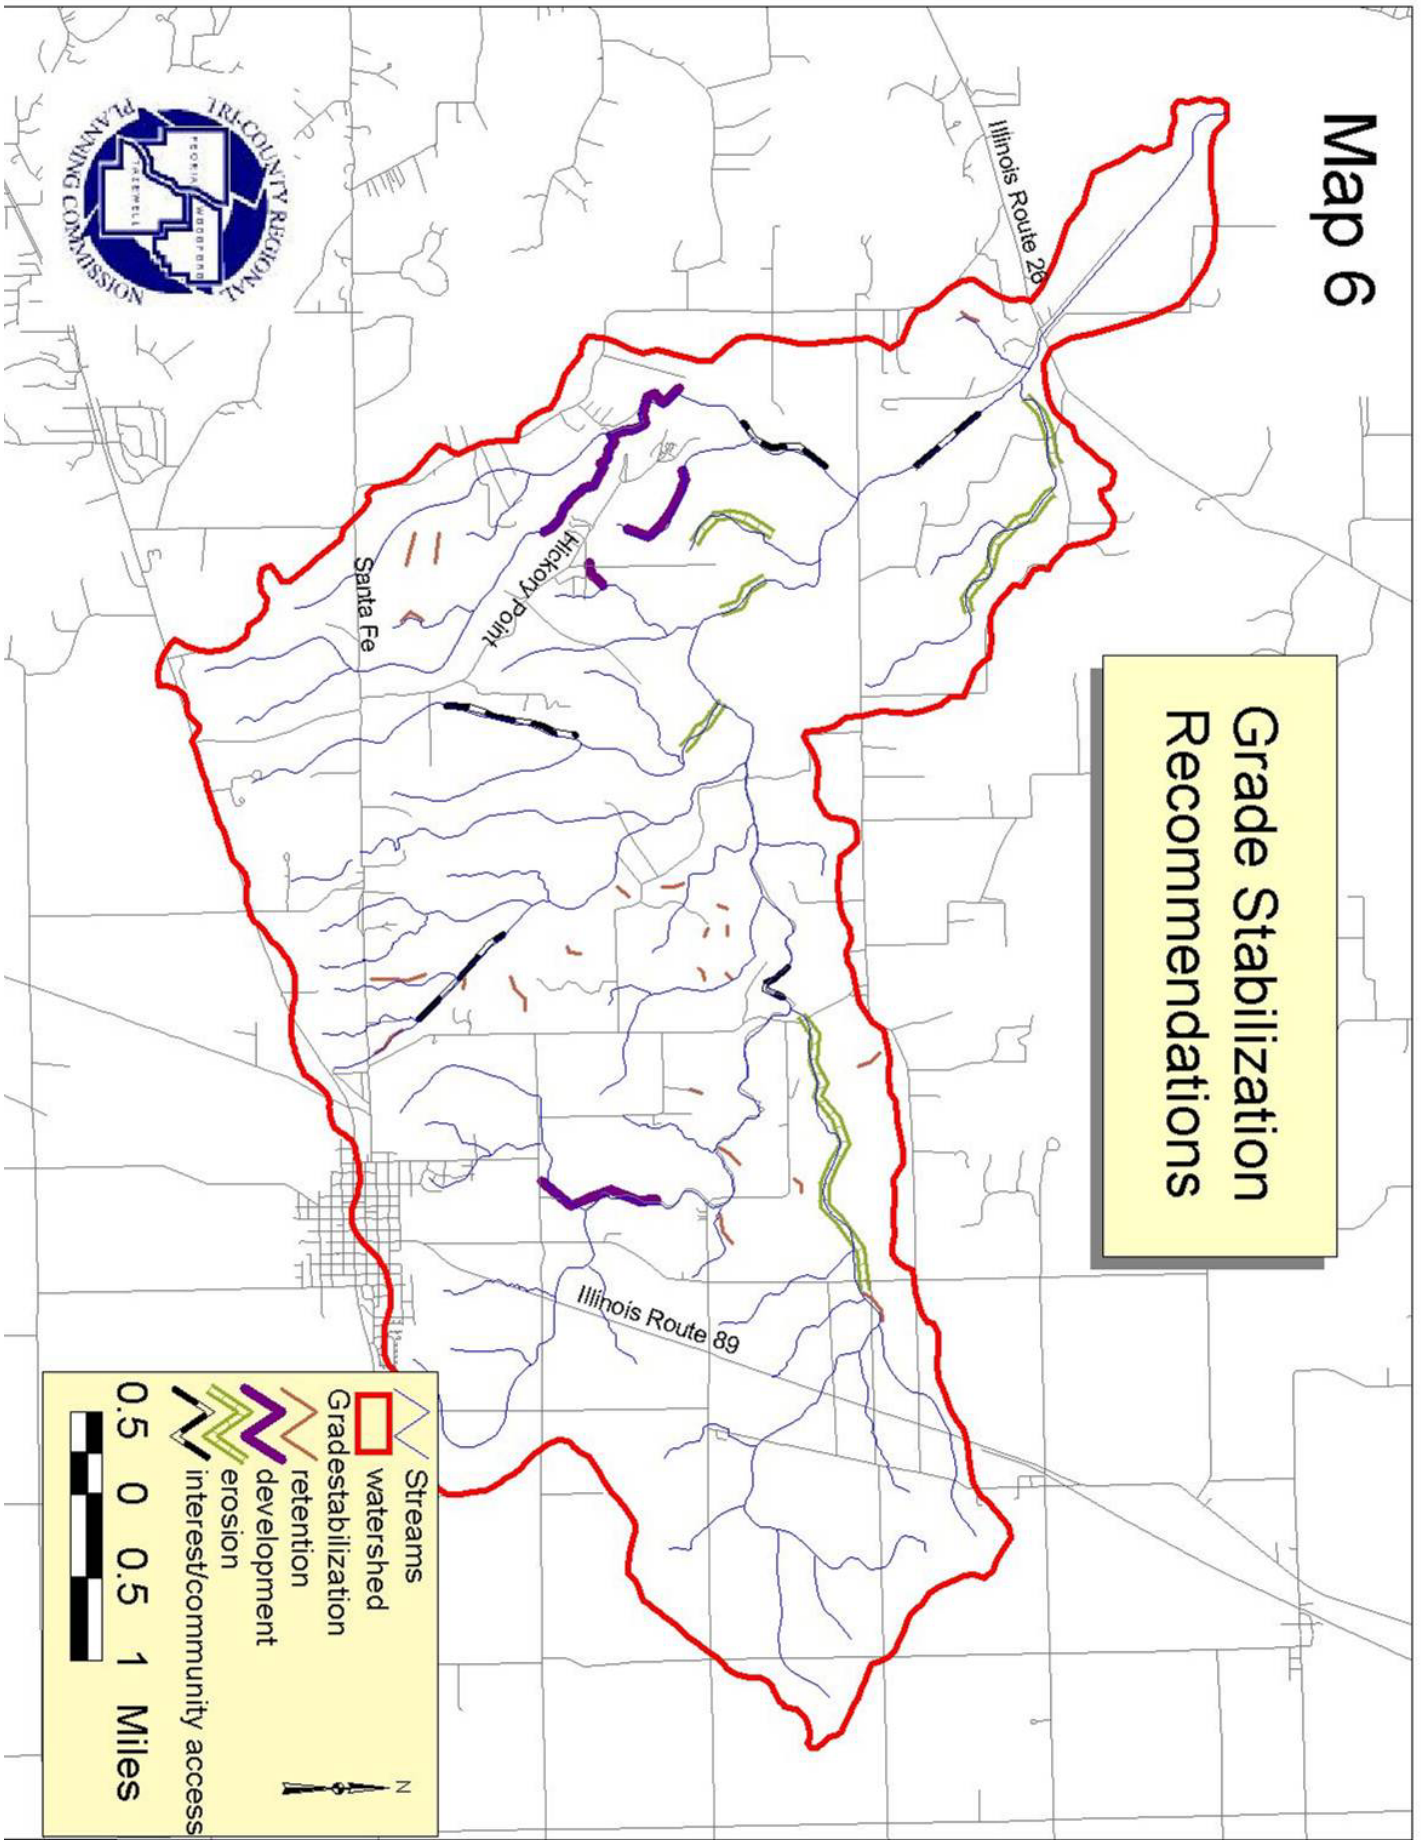 Map 6
Grade Stabilization
Recommendations
Illinois Route 26
Hickory Point
Santa Fe
Illinois Route 89
TRI-COUNTY REGIONAL
PLANNING COMMISSION
PEORIA
WOODFORD
TAZEWELL
Streams
watershed
Gradestabilization
retention
development
erosion
interest/community access
N
0.5 0 0.5 1 Miles